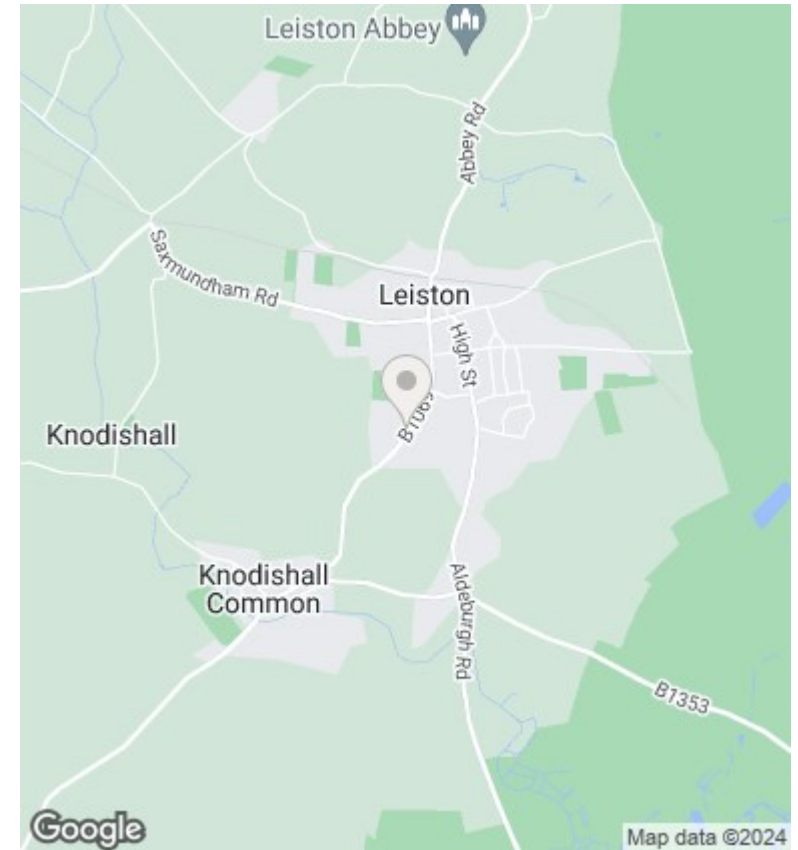 Leiston Abbey
Abbey Rd
Saxmundham Rd
Leiston
High St
B1069
Knodishall
Knodishall
Common
Aldeburgh Rd
B1353
Google
Map data ©2024